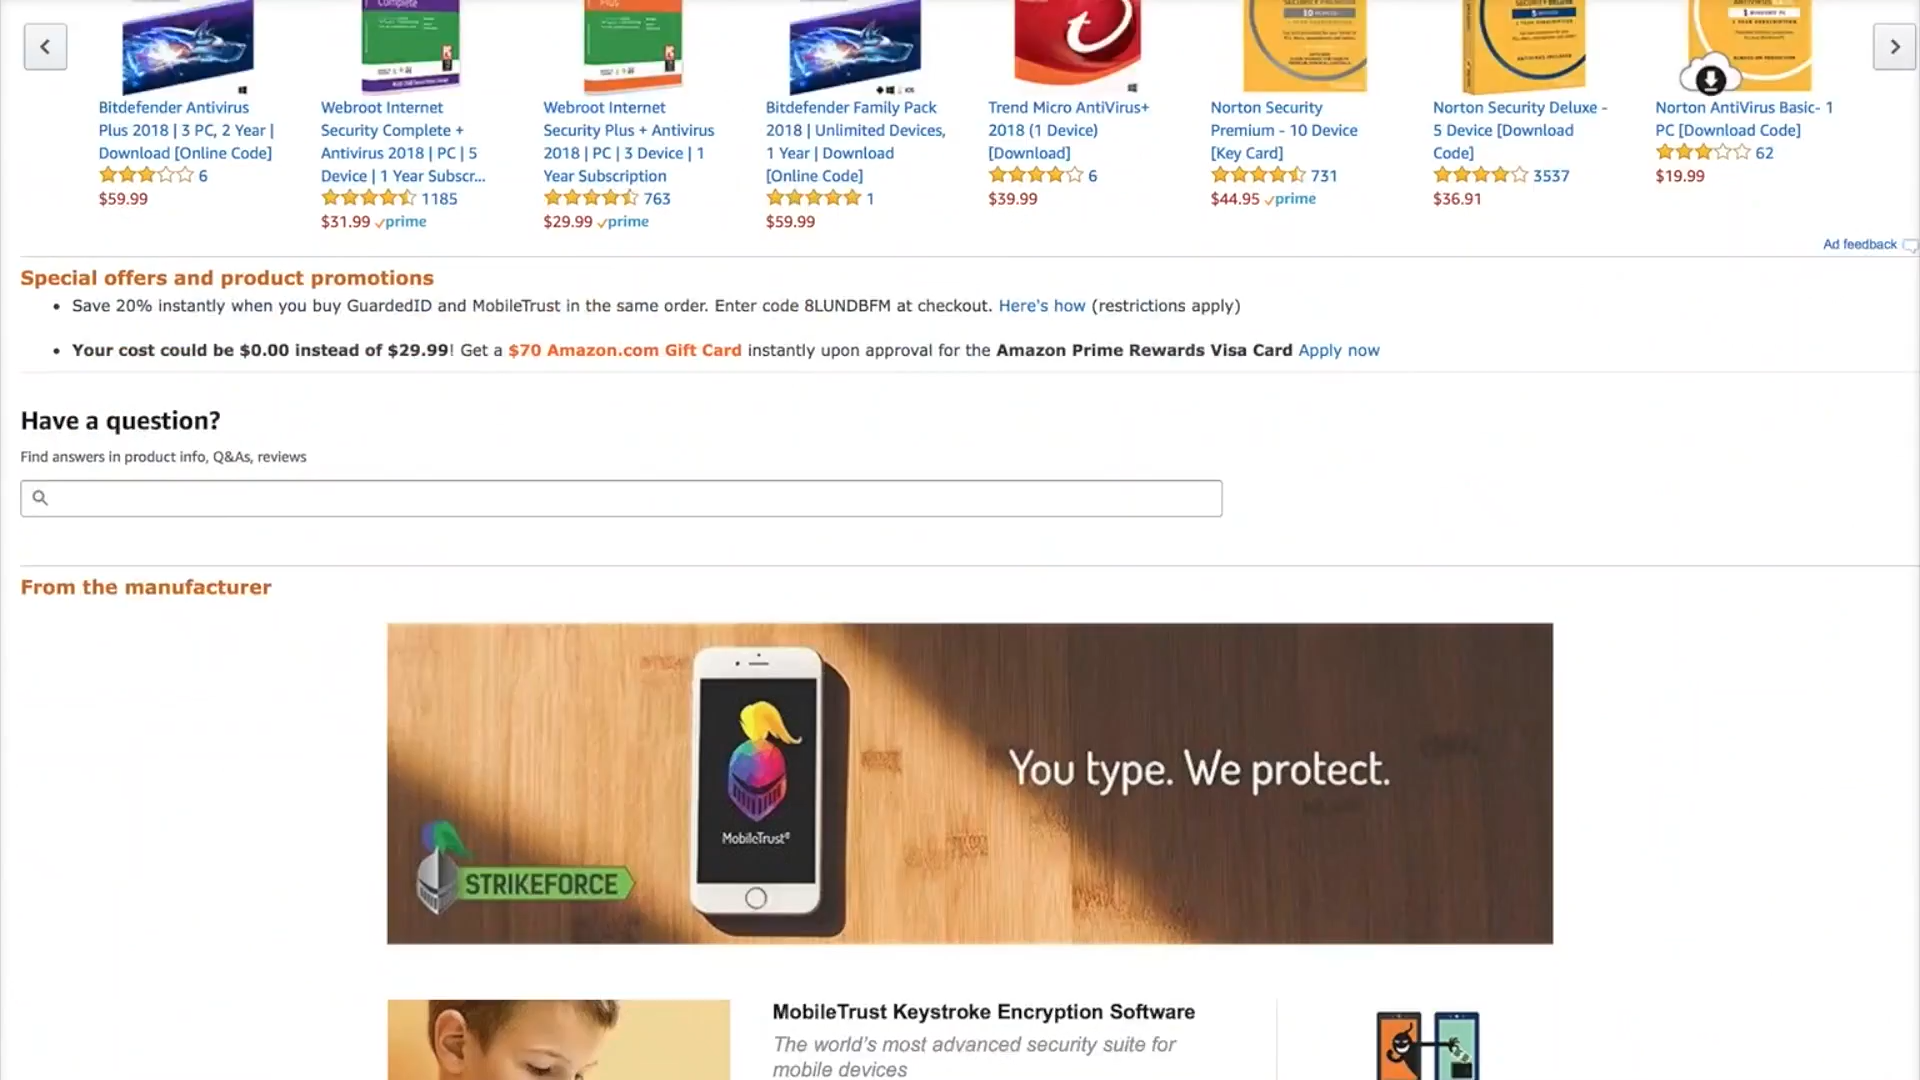 Complete
Plus
10 DEVICES
5 DEVICES
1 YEAR SUBSCRIPTION
Bitdefender Antivirus
Plus 2018 | 3 PC, 2 Year |
Download [Online Code]
6
$59.99
Webroot Internet
Security Complete +
Antivirus 2018 | PC | 5
Device | 1 Year Subscr...
1185
$31.99 prime
Webroot Internet
Security Plus + Antivirus
2018 | PC | 3 Device | 1
Year Subscription
763
$29.99 prime
Bitdefender Family Pack
2018 | Unlimited Devices,
1 Year | Download
[Online Code]
1
$59.99
Trend Micro AntiVirus+
2018 (1 Device)
[Download]
6
$39.99
Norton Security
Premium - 10 Device
[Key Card]
731
$44.95 prime
Norton Security Deluxe -
5 Device [Download
Code]
3537
$36.91
Norton AntiVirus Basic- 1
PC [Download Code]
62
$19.99
Ad feedback
Special offers and product promotions
• Save 20% instantly when you buy GuardedID and MobileTrust in the same order. Enter code 8LUNDBFM at checkout. Here's how (restrictions apply)
• Your cost could be $0.00 instead of $29.99! Get a $70 Amazon.com Gift Card instantly upon approval for the Amazon Prime Rewards Visa Card Apply now
Have a question?
Find answers in product info, Q&As, reviews
From the manufacturer
You type. We protect.
MobileTrust®
STRIKEFORCE
MobileTrust Keystroke Encryption Software
The world's most advanced security suite for
mobile devices